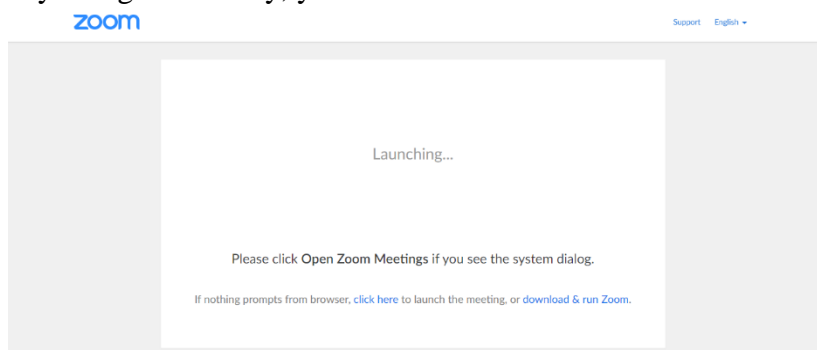 zoom
Support English
Launching...
Please click Open Zoom Meetings if you see the system dialog.
If nothing prompts from browser, click here to launch the meeting, or download & run Zoom.